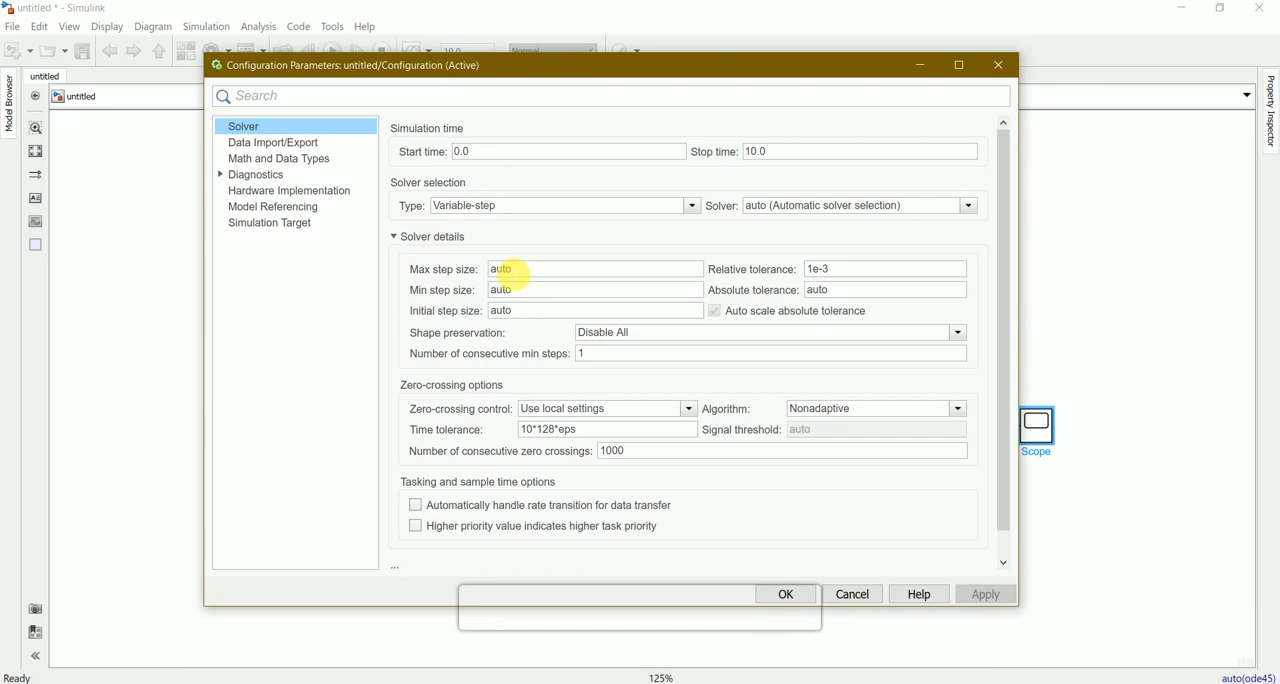 untitled * - Simulink
File Edit View Display Diagram Simulation Analysis Code Tools Help
10.0 Normal
Configuration Parameters: untitled/Configuration (Active)
untitled
Model Browser
untitled
Property Inspector
Search
Solver
Data Import/Export
Math and Data Types
Diagnostics
Hardware Implementation
Model Referencing
Simulation Target
Simulation time
Start time: 0.0 Stop time: 10.0
Solver selection
Type: Variable-step Solver: auto (Automatic solver selection)
Solver details
Max step size: auto Relative tolerance: 1e-3
Min step size: auto Absolute tolerance: auto
Initial step size: auto Auto scale absolute tolerance
Shape preservation: Disable All
Number of consecutive min steps: 1
Zero-crossing options
Zero-crossing control: Use local settings Algorithm: Nonadaptive
Time tolerance: 10*128*eps Signal threshold: auto
Number of consecutive zero crossings: 1000
Tasking and sample time options
Automatically handle rate transition for data transfer
Higher priority value indicates higher task priority
...
OK Cancel Help Apply
Scope
Ready 125% auto(ode45)